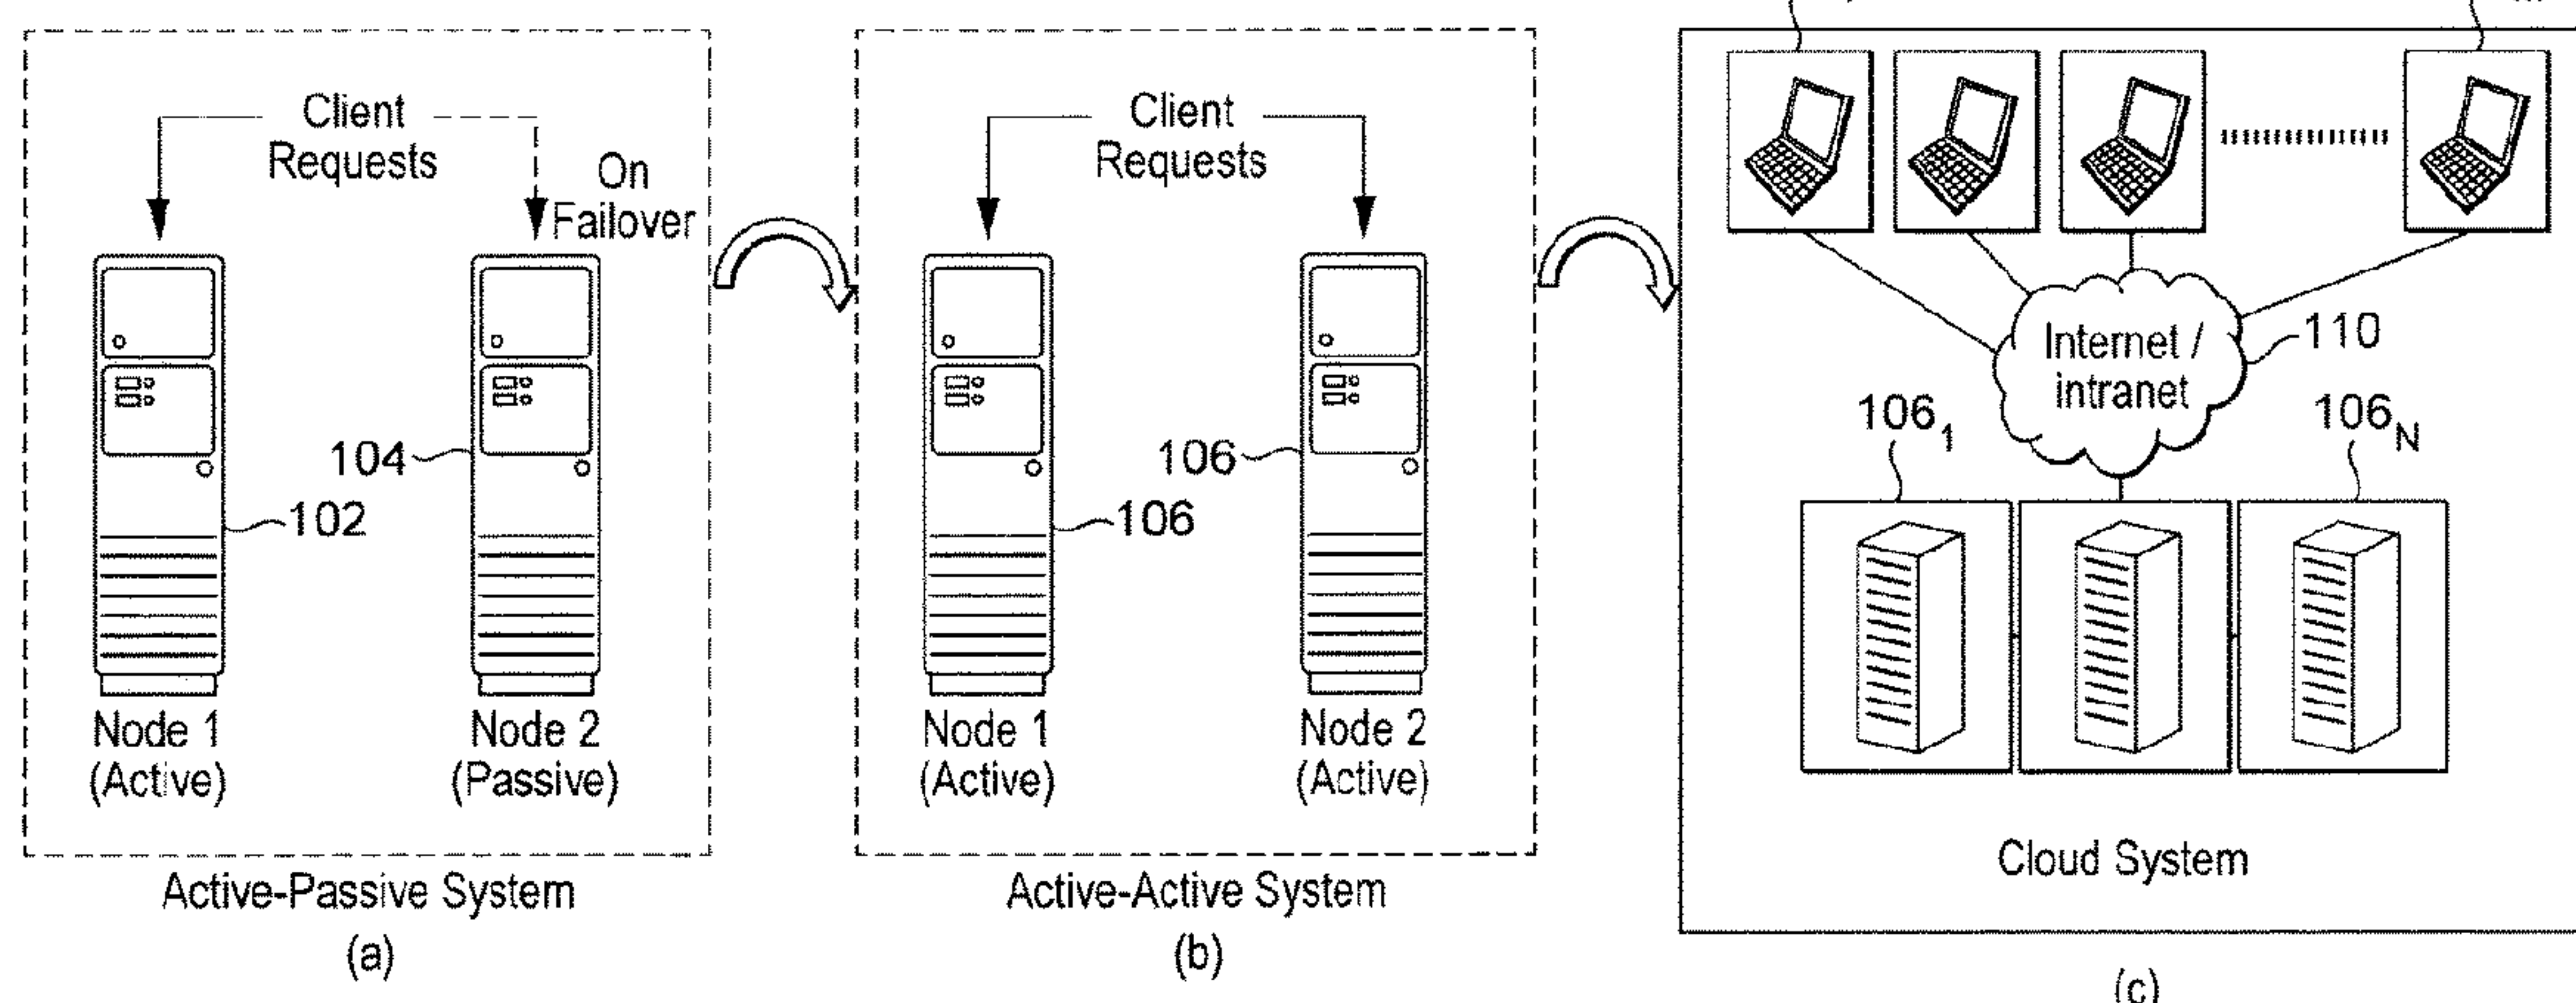 Client
Requests
On
Failover
104
102
Node 1
(Active)
Node 2
(Passive)
Active-Passive System
(a)
Client
Requests
106
106
Node 1
(Active)
Node 2
(Active)
Active-Active System
(b)
Internet /
intranet
110
106₁
106N
Cloud System
(c)